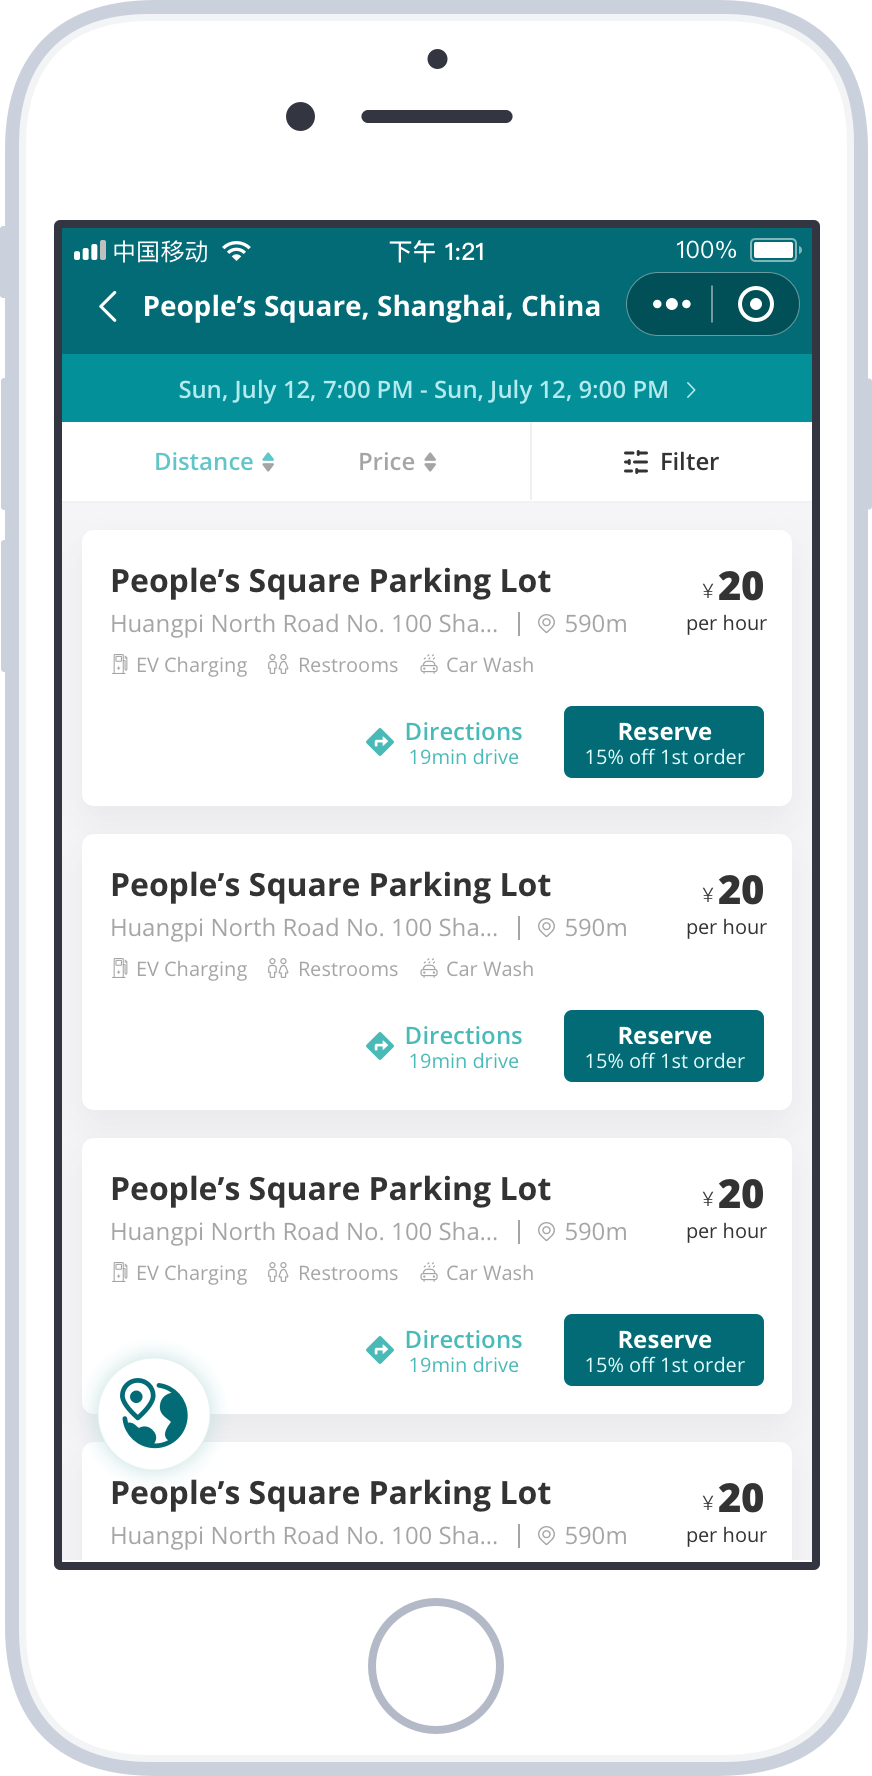 中国移动 下午 1:21 100%
People’s Square, Shanghai, China
Sun, July 12, 7:00 PM - Sun, July 12, 9:00 PM
Distance Price Filter
People’s Square Parking Lot ¥ 20
Huangpi North Road No. 100 Sha... | 590m per hour
EV Charging Restrooms Car Wash
Directions Reserve
19min drive 15% off 1st order
People’s Square Parking Lot ¥ 20
Huangpi North Road No. 100 Sha... | 590m per hour
EV Charging Restrooms Car Wash
Directions Reserve
19min drive 15% off 1st order
People’s Square Parking Lot ¥ 20
Huangpi North Road No. 100 Sha... | 590m per hour
EV Charging Restrooms Car Wash
Directions Reserve
19min drive 15% off 1st order
People’s Square Parking Lot ¥ 20
Huangpi North Road No. 100 Sha... | 590m per hour